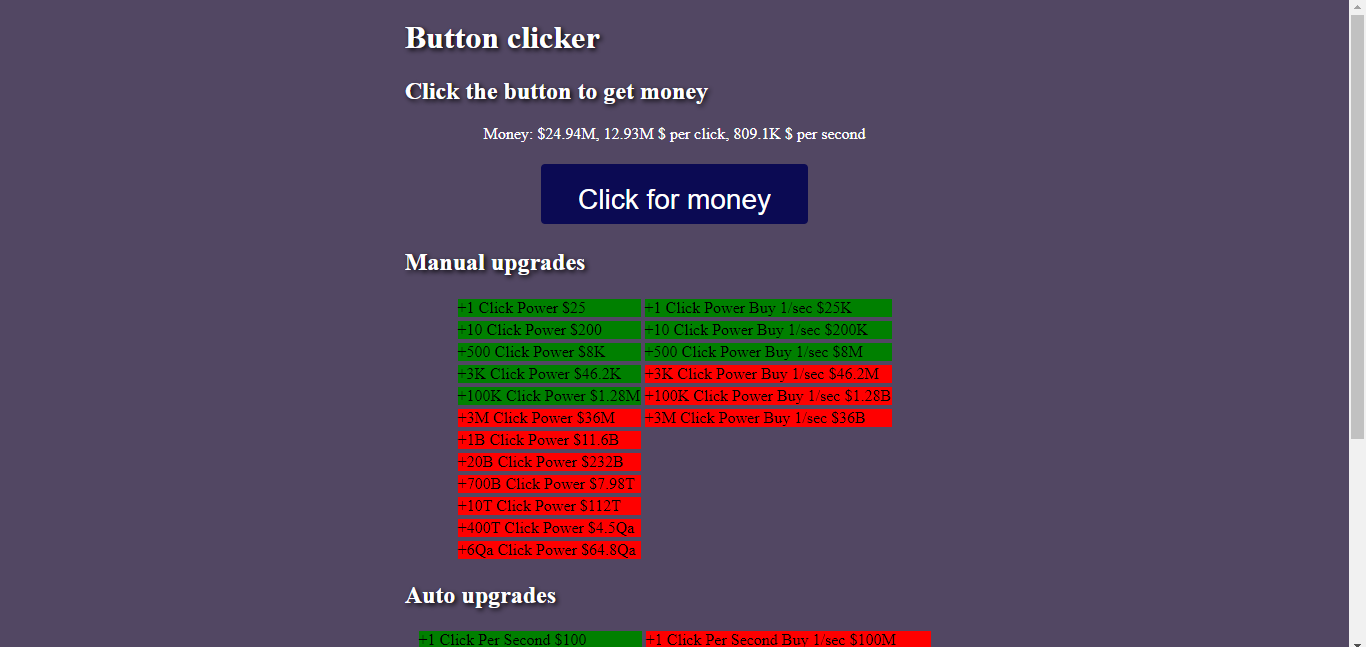 Button clicker
Click the button to get money
Money: $24.94M, 12.93M $ per click, 809.1K $ per second
Click for money
Manual upgrades
+1 Click Power $25 +1 Click Power Buy 1/sec $25K
+10 Click Power $200 +10 Click Power Buy 1/sec $200K
+500 Click Power $8K +500 Click Power Buy 1/sec $8M
+3K Click Power $46.2K +3K Click Power Buy 1/sec $46.2M
+100K Click Power $1.28M +100K Click Power Buy 1/sec $1.28B
+3M Click Power $36M +3M Click Power Buy 1/sec $36B
+1B Click Power $11.6B
+20B Click Power $232B
+700B Click Power $7.98T
+10T Click Power $112T
+400T Click Power $4.5Qa
+6Qa Click Power $64.8Qa
Auto upgrades
+1 Click Per Second $100 +1 Click Per Second Buy 1/sec $100M